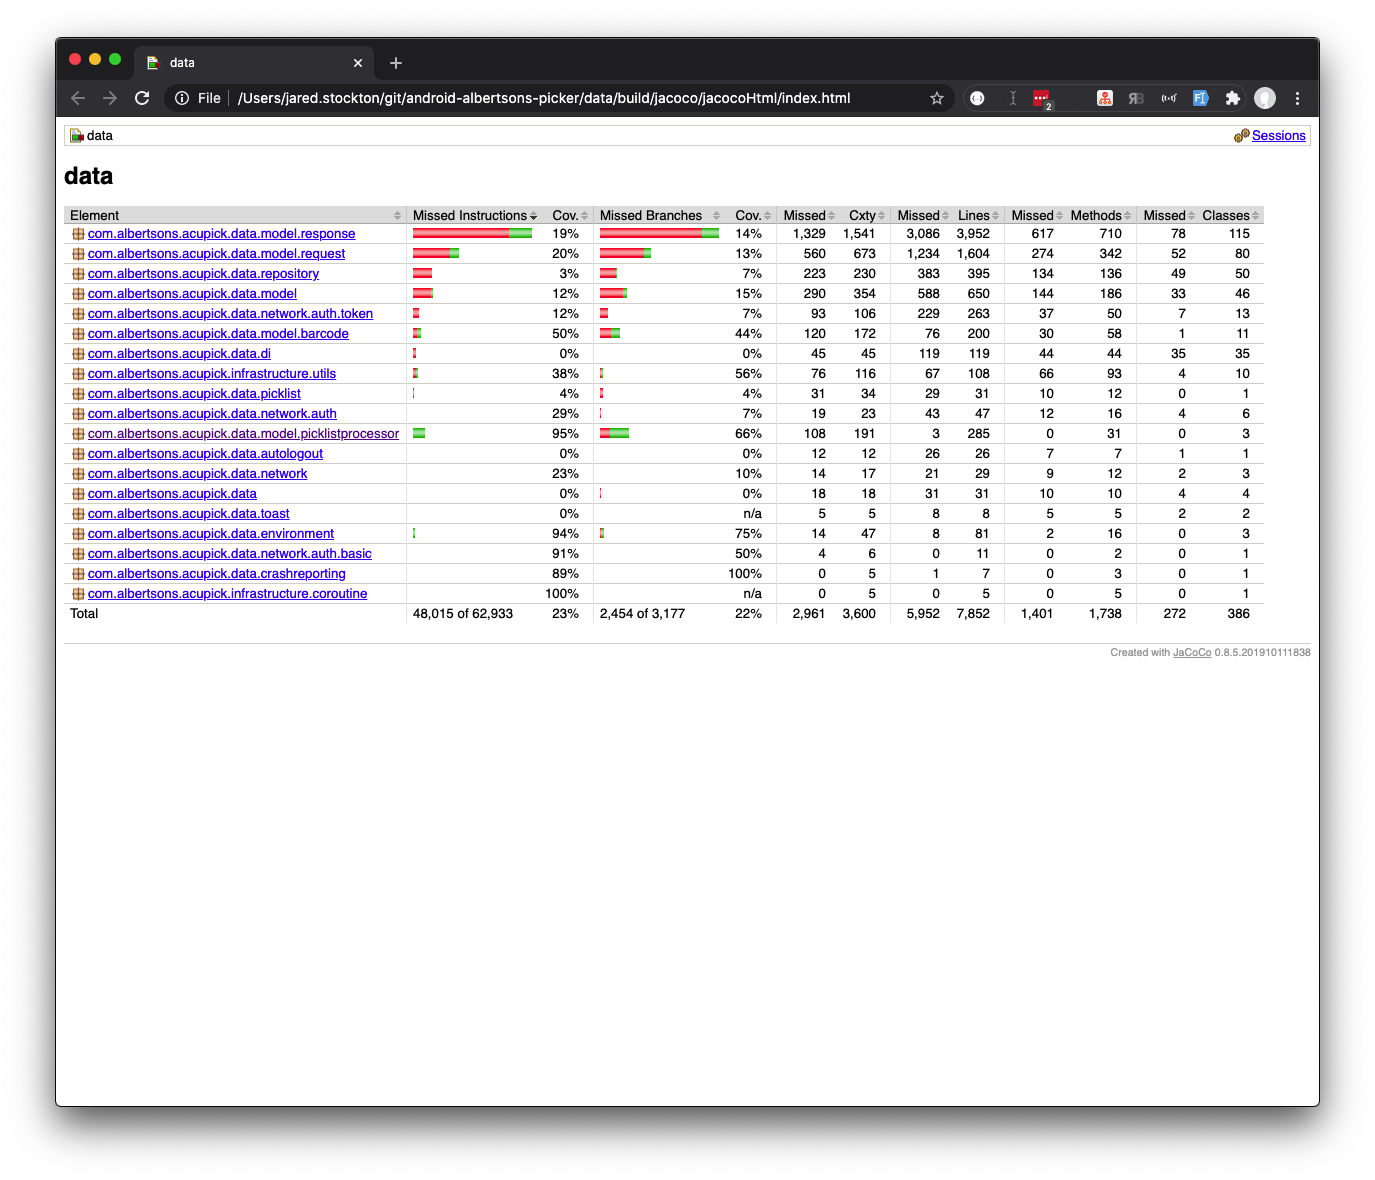 data
File /Users/jared.stockton/git/android-albertsons-picker/data/build/jacoco/jacocoHtml/index.html 2 FI
data Sessions
data
Element Missed Instructions Cov. Missed Branches Cov. Missed Cxty Missed Lines Missed Methods Missed Classes
com.albertsons.acupick.data.model.response 19% 14% 1,329 1,541 3,086 3,952 617 710 78 115
com.albertsons.acupick.data.model.request 20% 13% 560 673 1,234 1,604 274 342 52 80
com.albertsons.acupick.data.repository 3% 7% 223 230 383 395 134 136 49 50
com.albertsons.acupick.data.model 12% 15% 290 354 588 650 144 186 33 46
com.albertsons.acupick.data.network.auth.token 12% 7% 93 106 229 263 37 50 7 13
com.albertsons.acupick.data.model.barcode 50% 44% 120 172 76 200 30 58 1 11
com.albertsons.acupick.data.di 0% 0% 45 45 119 119 44 44 35 35
com.albertsons.acupick.infrastructure.utils 38% 56% 76 116 67 108 66 93 4 10
com.albertsons.acupick.data.picklist 4% 4% 31 34 29 31 10 12 0 1
com.albertsons.acupick.data.network.auth 29% 7% 19 23 43 47 12 16 4 6
com.albertsons.acupick.data.model.picklistprocessor 95% 66% 108 191 3 285 0 31 0 3
com.albertsons.acupick.data.autologout 0% 0% 12 12 26 26 7 7 1 1
com.albertsons.acupick.data.network 23% 10% 14 17 21 29 9 12 2 3
com.albertsons.acupick.data 0% 0% 18 18 31 31 10 10 4 4
com.albertsons.acupick.data.toast 0% n/a 5 5 8 8 5 5 2 2
com.albertsons.acupick.data.environment 94% 75% 14 47 8 81 2 16 0 3
com.albertsons.acupick.data.network.auth.basic 91% 50% 4 6 0 11 0 2 0 1
com.albertsons.acupick.data.crashreporting 89% 100% 0 5 1 7 0 3 0 1
com.albertsons.acupick.infrastructure.coroutine 100% n/a 0 5 0 5 0 5 0 1
Total 48,015 of 62,933 23% 2,454 of 3,177 22% 2,961 3,600 5,952 7,852 1,401 1,738 272 386
Created with JaCoCo 0.8.5.201910111838